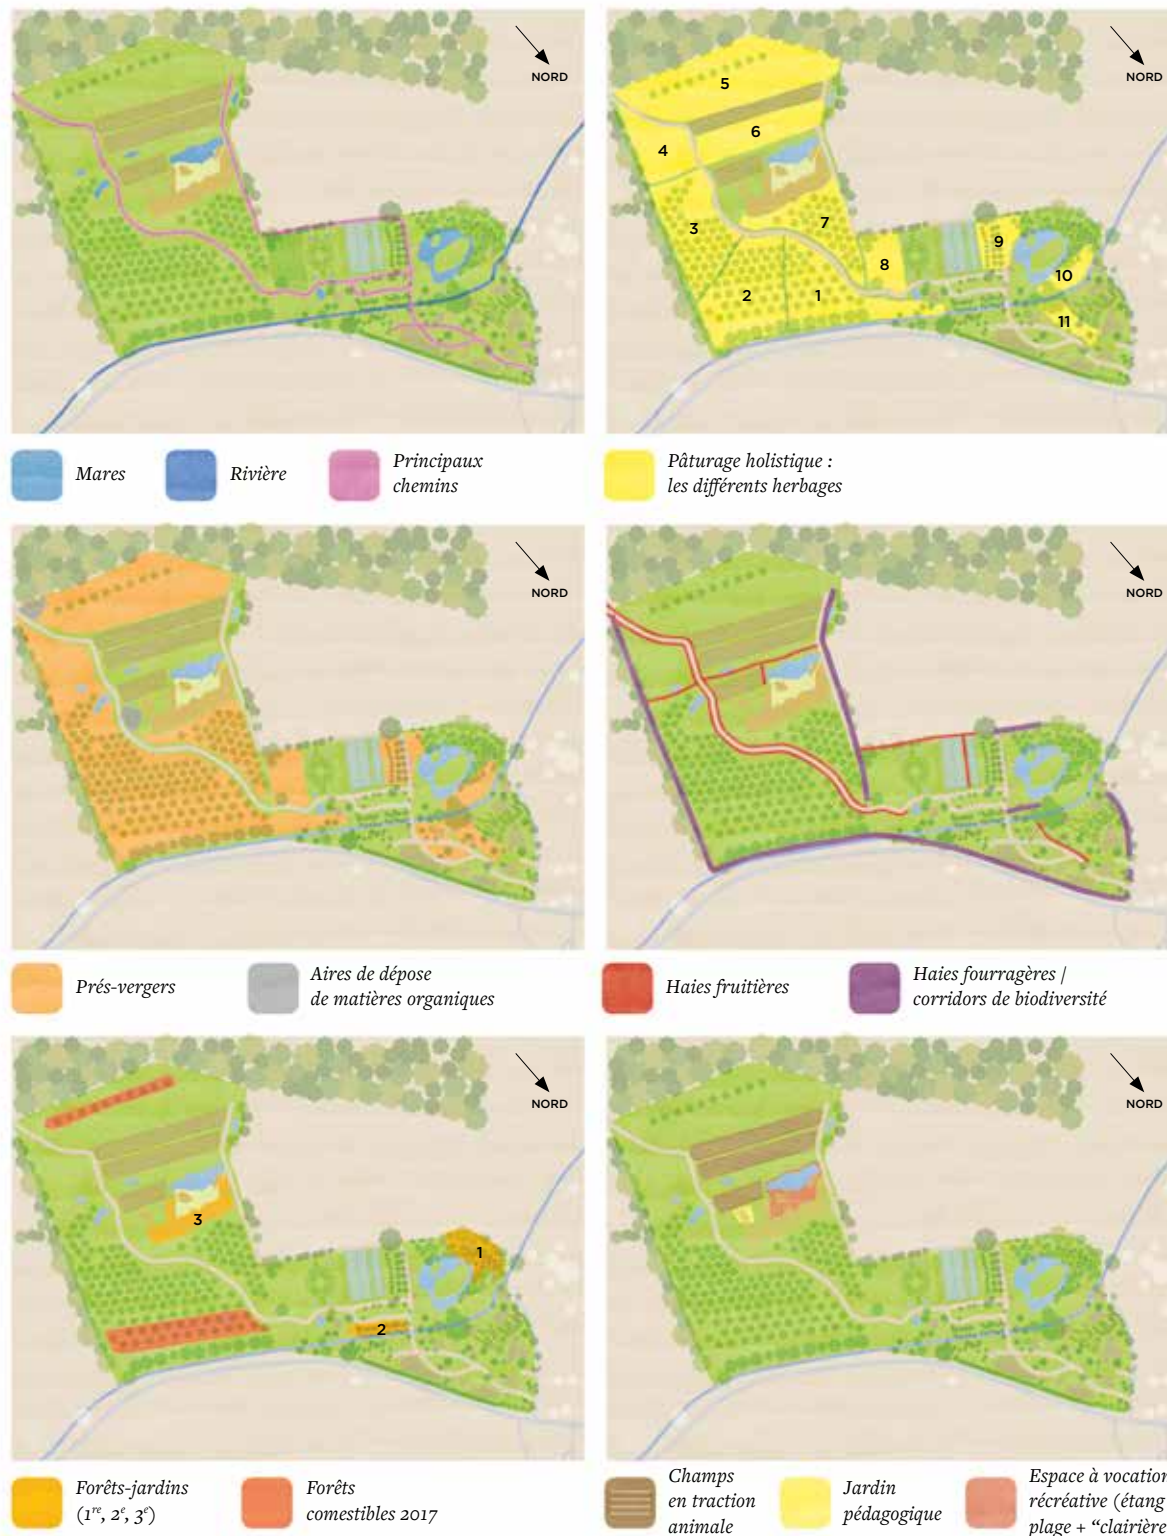 NORD
NORD
5
6
4
3
7
9
8
10
2
1
11
Mares
Rivière
Principaux
chemins
Pâturage holistique :
les différents herbages
NORD
NORD
Prés-vergers
Aires de dépose
de matières organiques
Haies fruitières
Haies fourragères /
corridors de biodiversité
NORD
NORD
3
1
2
Forêts-jardins
(1re, 2e, 3e)
Forêts
comestibles 2017
Champs
en traction
animale
Jardin
pédagogique
Espace à vocation
récréative (étang
plage + “clairière